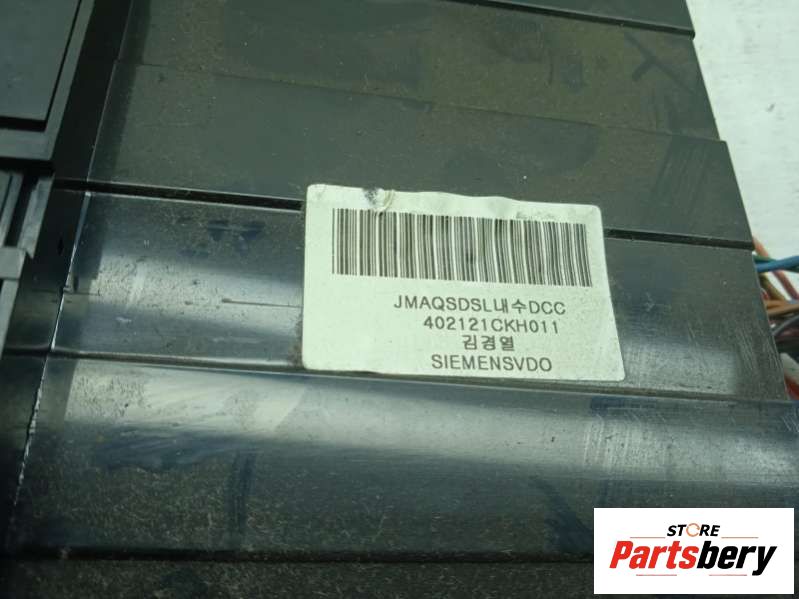 JMAQSDSL내수DCC
402121CKH011
김경열
SIEMENSVDO
STORE
Partsbery